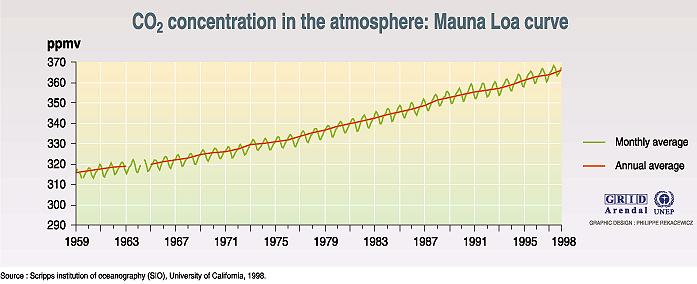 CO2 concentration in the atmosphere: Mauna Loa curve
ppmv
370
360
350
340
330
320
310
300
290
1959 1963 1967 1971 1975 1979 1983 1987 1991 1995 1998
Monthly average
Annual average
GRID
Arendal UNEP
GRAPHIC DESIGN : PHILIPPE REKACEWICZ
Source : Scripps institution of oceanography (SIO), University of California, 1998.